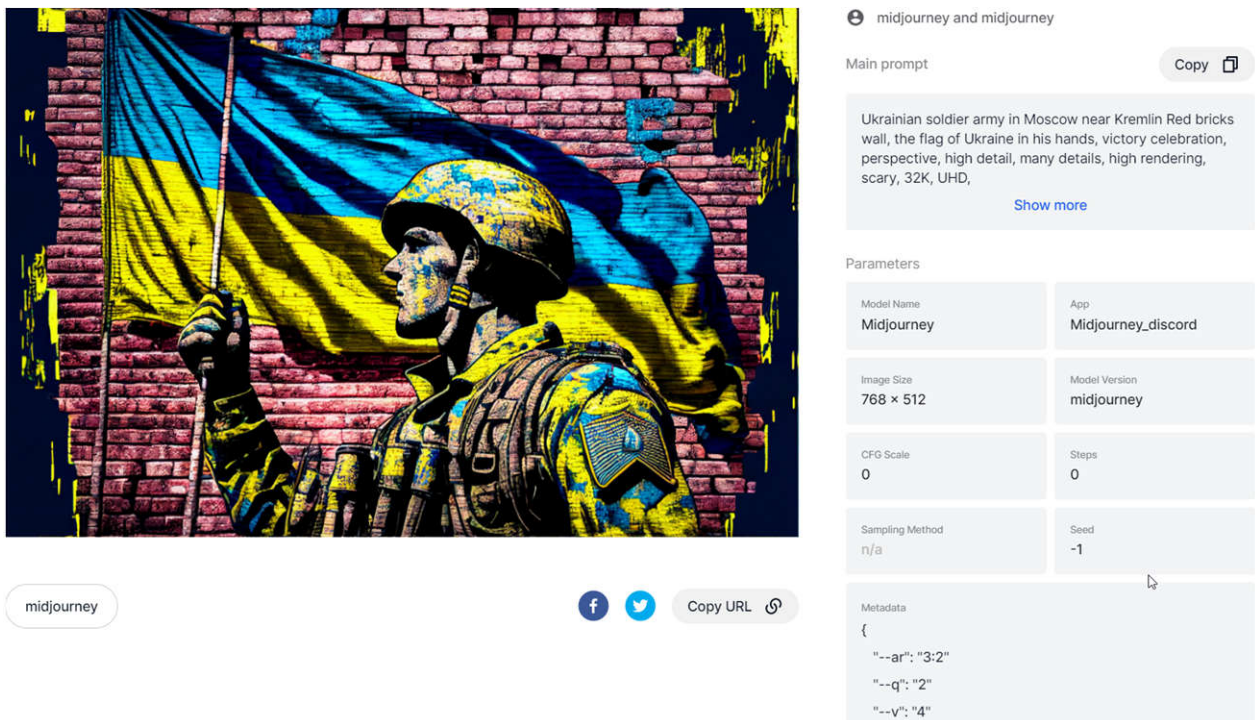 midjourney and midjourney
Main prompt
Copy
Ukrainian soldier army in Moscow near Kremlin Red bricks
wall, the flag of Ukraine in his hands, victory celebration,
perspective, high detail, many details, high rendering,
scary, 32K, UHD,
Show more
Parameters
Model Name
Midjourney
App
Midjourney_discord
Image Size
768 × 512
Model Version
midjourney
CFG Scale
0
Steps
0
Sampling Method
n/a
Seed
-1
Metadata
{
"--ar": "3:2"
"--q": "2"
"--v": "4"
midjourney
Copy URL